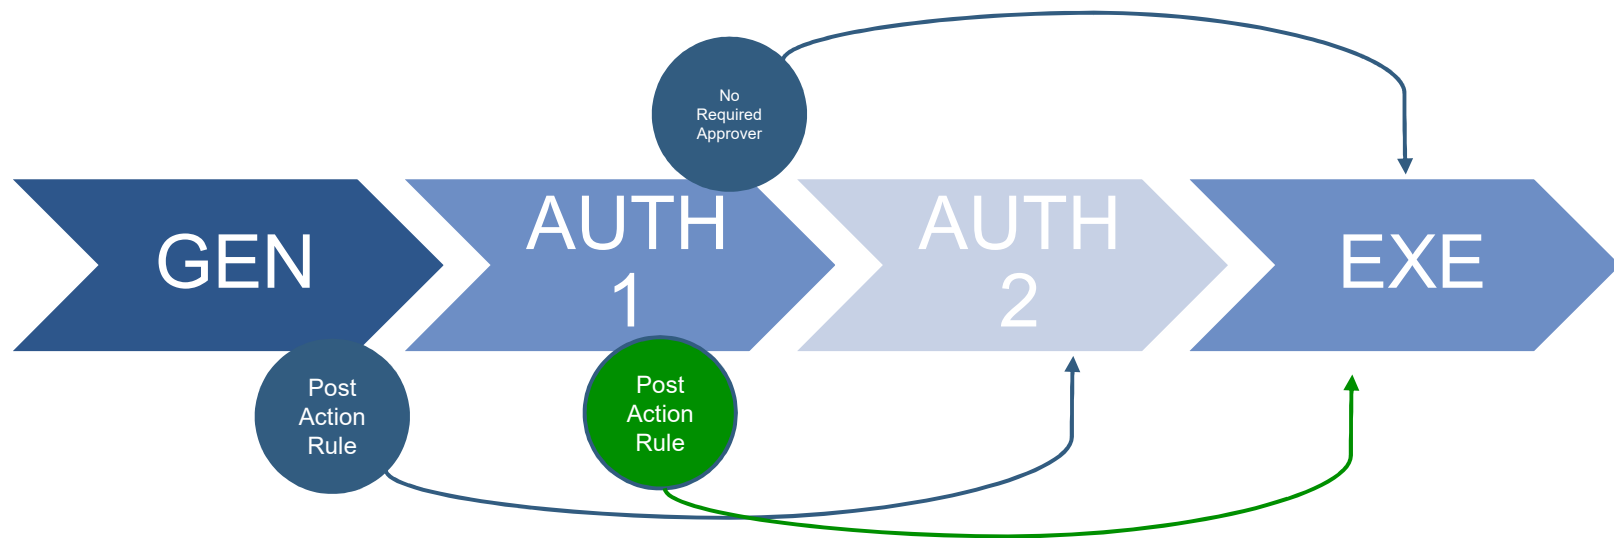 No
Required
Approver
GEN
AUTH
1
AUTH
2
EXE
Post
Action
Rule
Post
Action
Rule